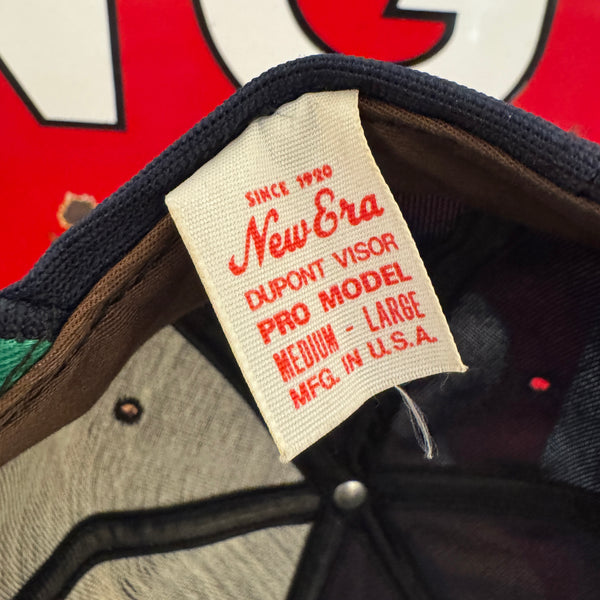 SINCE 1920
New Era
DUPONT VISOR
PRO MODEL
MEDIUM - LARGE
MFG. IN U.S.A.